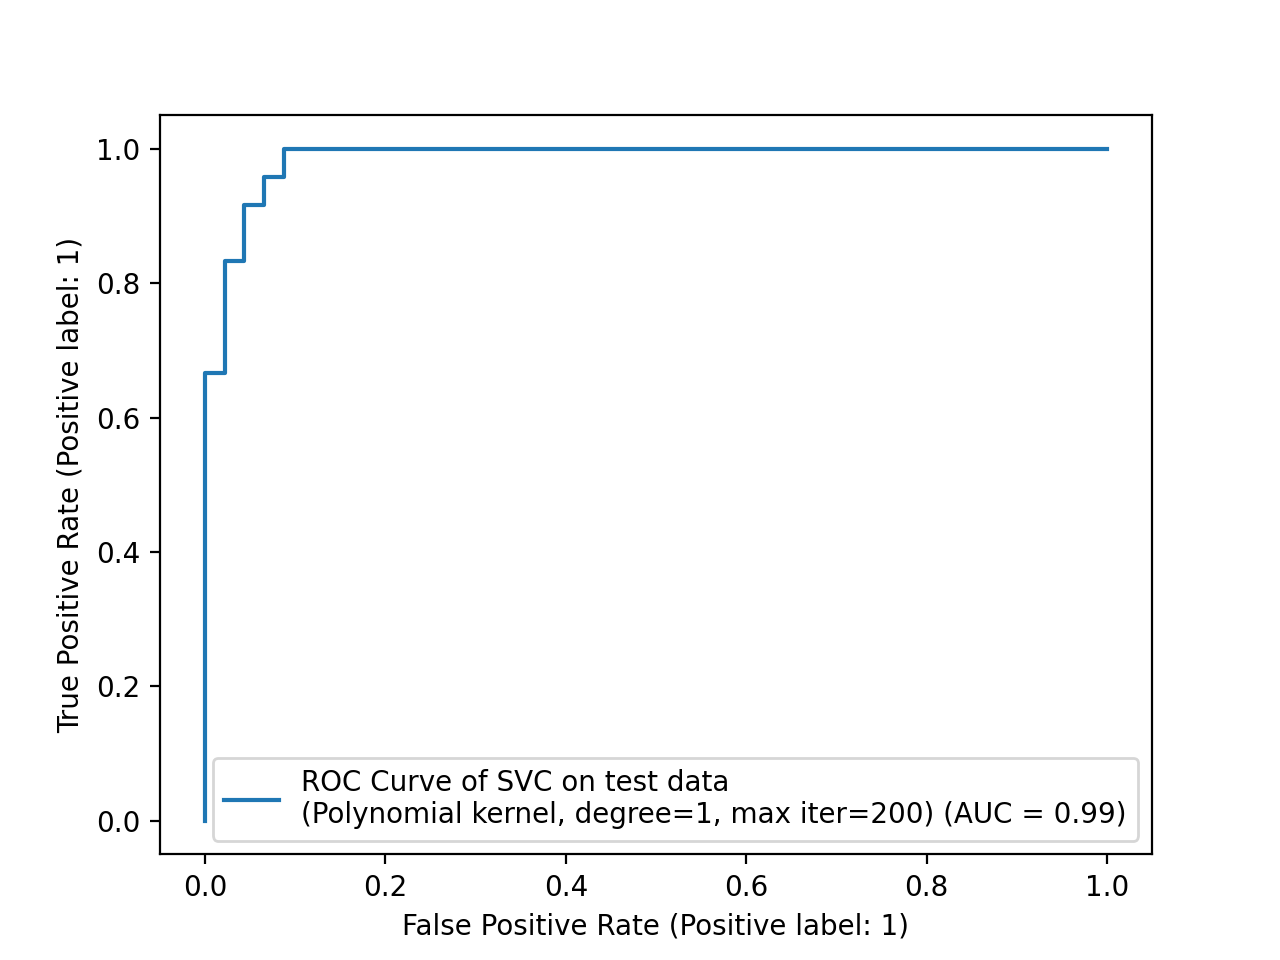 1.0
0.8
0.6
0.4
0.2
0.0
True Positive Rate (Positive label: 1)
ROC Curve of SVC on test data
(Polynomial kernel, degree=1, max iter=200) (AUC = 0.99)
0.0 0.2 0.4 0.6 0.8 1.0
False Positive Rate (Positive label: 1)